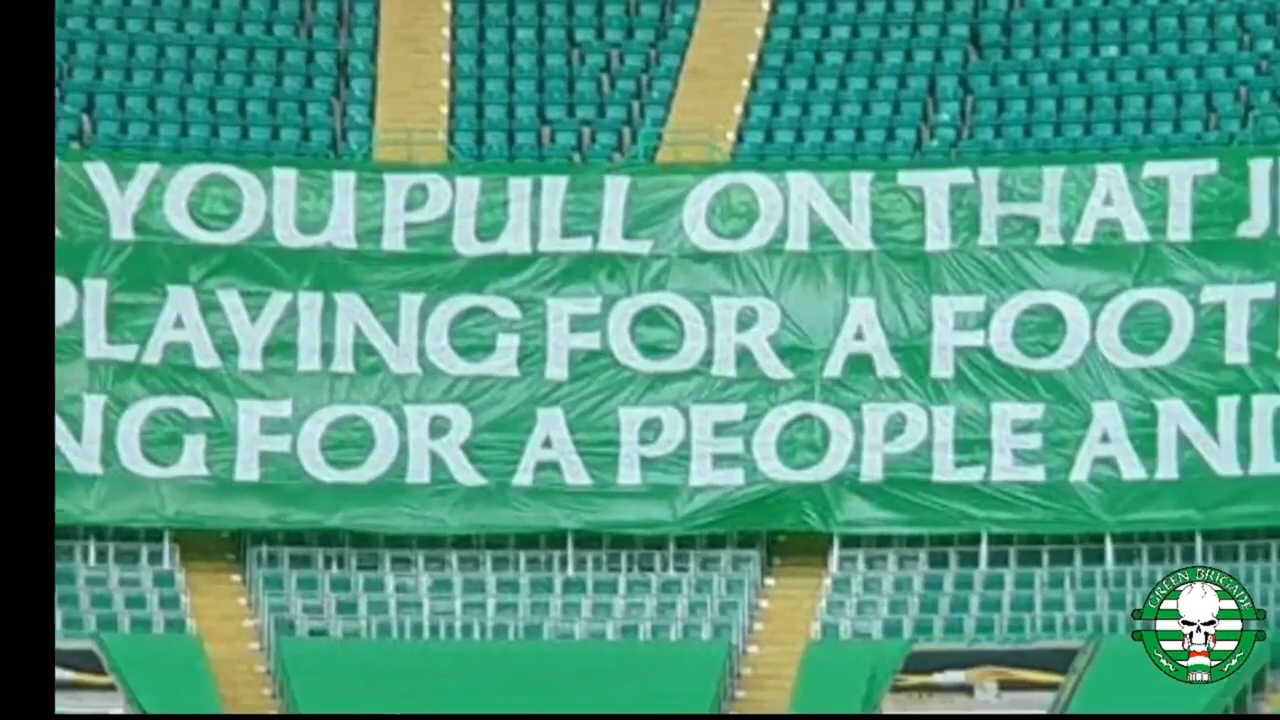 YOU PULL ON THAT J
PLAYING FOR A FOOT
NG FOR A PEOPLE AND
GREEN BRIGADE